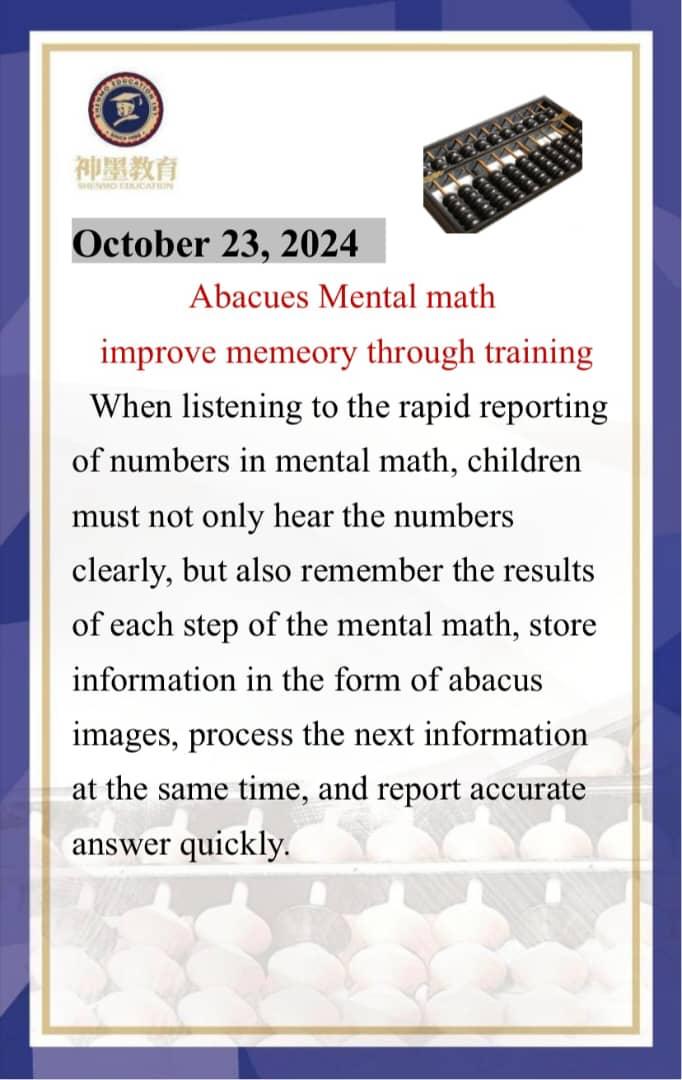 SHENMO EDUCATION
神墨教育
SHENMO EDUCATION
October 23, 2024
Abacues Mental math
improve memeory through training
When listening to the rapid reporting
of numbers in mental math, children
must not only hear the numbers
clearly, but also remember the results
of each step of the mental math, store
information in the form of abacus
images, process the next information
at the same time, and report accurate
answer quickly.